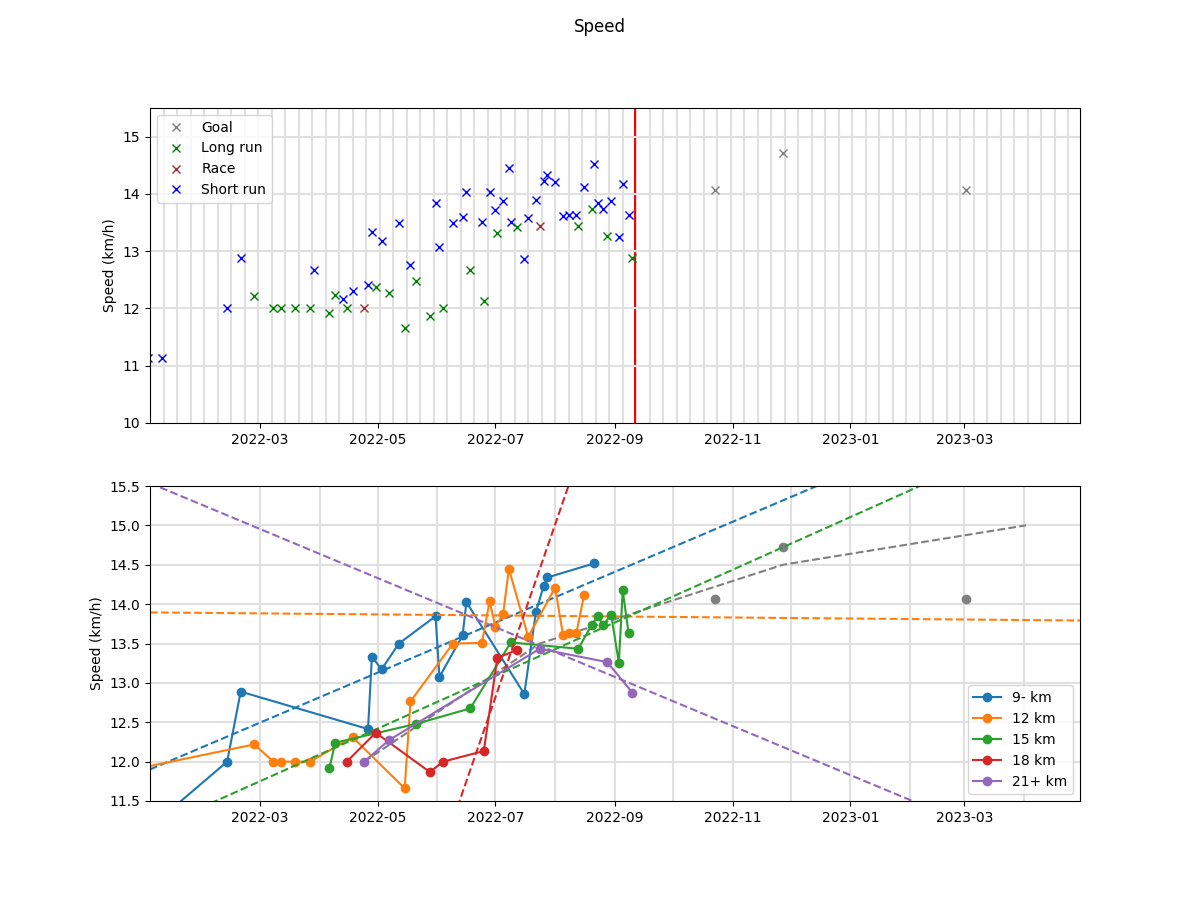 Speed
Speed (km/h)
15
14
13
12
11
10
Goal
Long run
Race
Short run
2022-03 2022-05 2022-07 2022-09 2022-11 2023-01 2023-03
Speed (km/h)
15.5
15.0
14.5
14.0
13.5
13.0
12.5
12.0
11.5
9- km
12 km
15 km
18 km
21+ km
2022-03 2022-05 2022-07 2022-09 2022-11 2023-01 2023-03